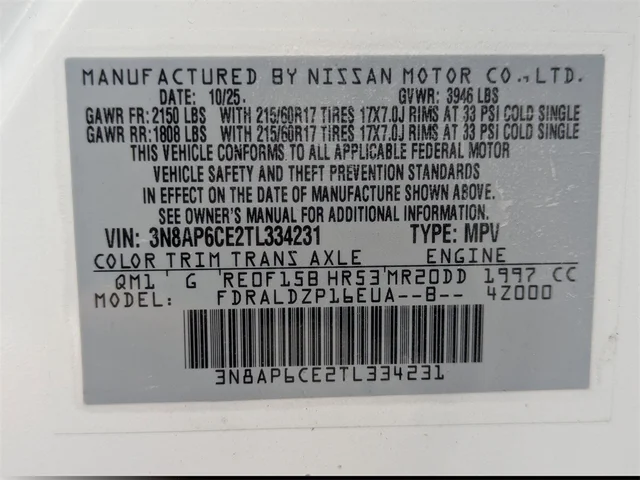 MANUFACTURED BY NISSAN MOTOR CO., LTD.
DATE: 10/25. GVWR: 3946 LBS
GAWR FR: 2150 LBS WITH 215/60R17 TIRES 17X7.0J RIMS AT 33 PSI COLD SINGLE
GAWR RR: 1808 LBS WITH 215/60R17 TIRES 17X7.0J RIMS AT 33 PSI COLD SINGLE
THIS VEHICLE CONFORMS TO ALL APPLICABLE FEDERAL MOTOR
VEHICLE SAFETY AND THEFT PREVENTION STANDARDS
IN EFFECT ON THE DATE OF MANUFACTURE SHOWN ABOVE.
SEE OWNER'S MANUAL FOR ADDITIONAL INFORMATION.
VIN: 3N8AP6CE2TL334231 TYPE: MPV
COLOR TRIM TRANS AXLE ENGINE
QM1 ' G ' RE0F15B HR53 MR20DD 1997 CC
MODEL: FDRALDZP16EUA--B-- 4Z000
3N8AP6CE2TL334231